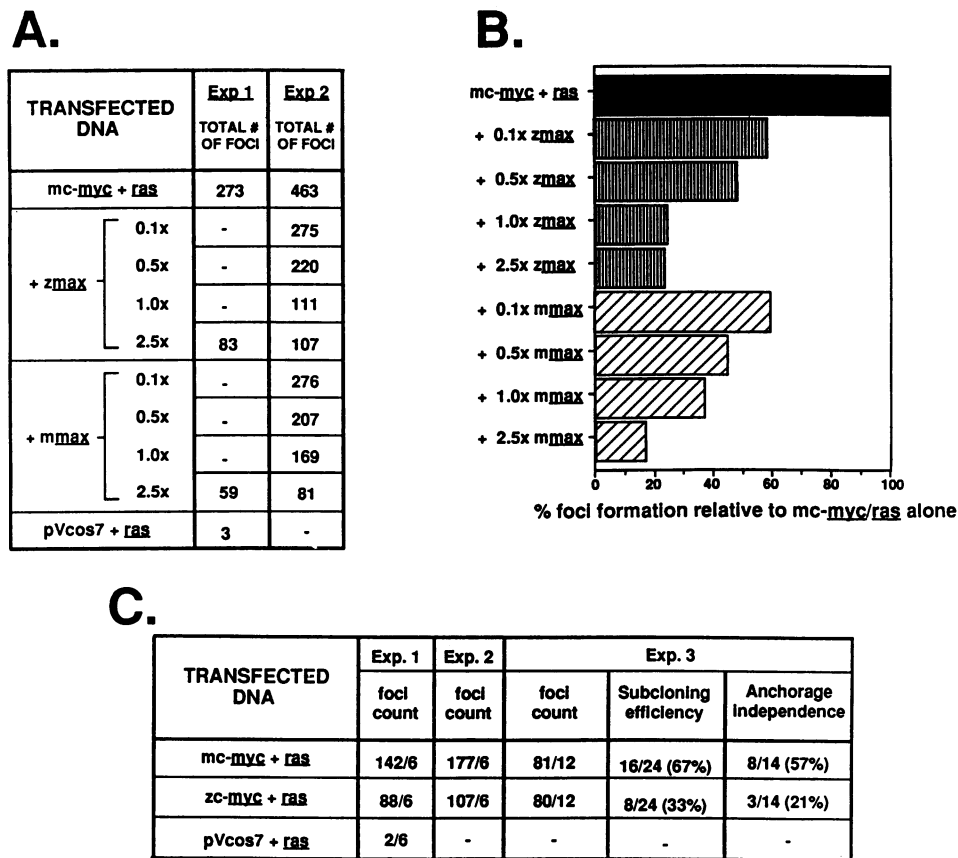 A.
TRANSFECTED DNA
Exp 1
TOTAL # OF FOCI
Exp 2
TOTAL # OF FOCI
mc-myc + ras 273 463
+ zmax
0.1x - 275
0.5x - 220
1.0x - 111
2.5x 83 107
+ mmax
0.1x - 276
0.5x - 207
1.0x - 169
2.5x 59 81
pVcos7 + ras 3 -
B.
mc-myc + ras
+ 0.1x zmax
+ 0.5x zmax
+ 1.0x zmax
+ 2.5x zmax
+ 0.1x mmax
+ 0.5x mmax
+ 1.0x mmax
+ 2.5x mmax
0 20 40 60 80 100
% foci formation relative to mc-myc/ras alone
C.
TRANSFECTED DNA
Exp. 1 Exp. 2 Exp. 3
foci count
foci count
foci count
Subcloning efficiency
Anchorage Independence
mc-myc + ras 142/6 177/6 81/12 16/24 (67%) 8/14 (57%)
zc-myc + ras 88/6 107/6 80/12 8/24 (33%) 3/14 (21%)
pVcos7 + ras 2/6 - - - -